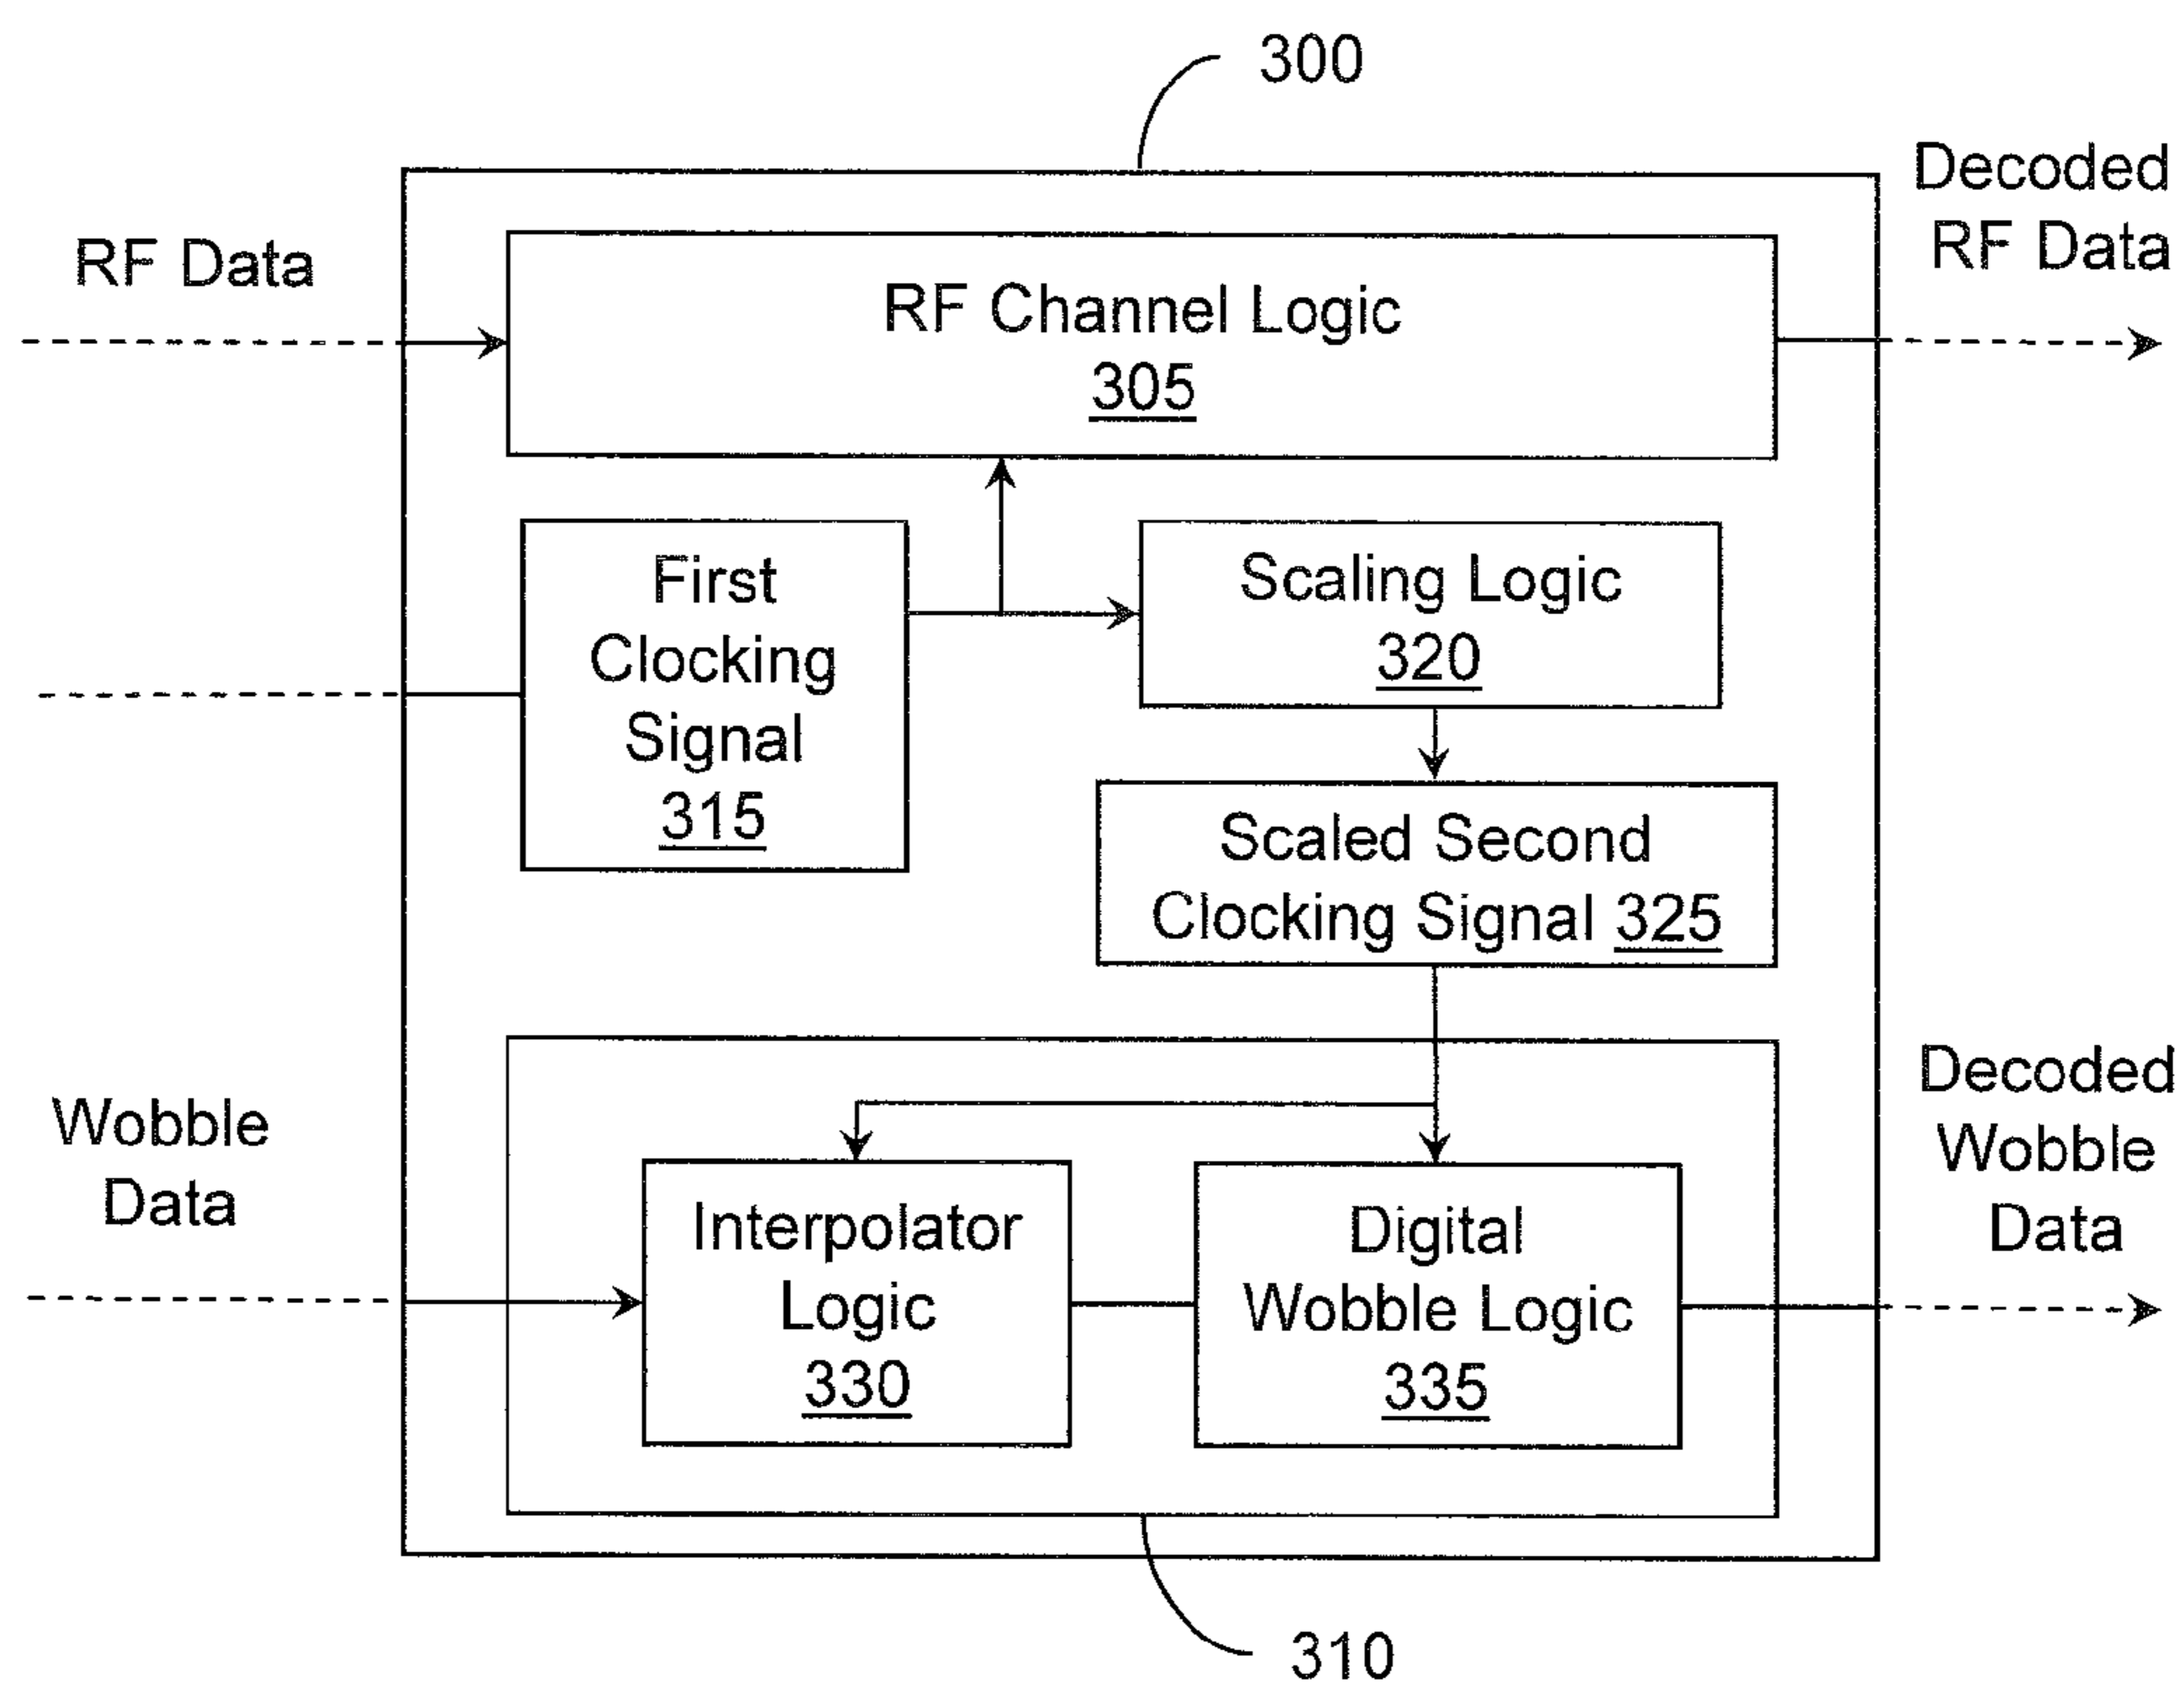 300
Decoded
RF Data
RF Data
RF Channel Logic
305
First
Clocking
Signal
315
Scaling Logic
320
Scaled Second
Clocking Signal 325
Wobble
Data
Interpolator
Logic
330
Digital
Wobble Logic
335
Decoded
Wobble
Data
310